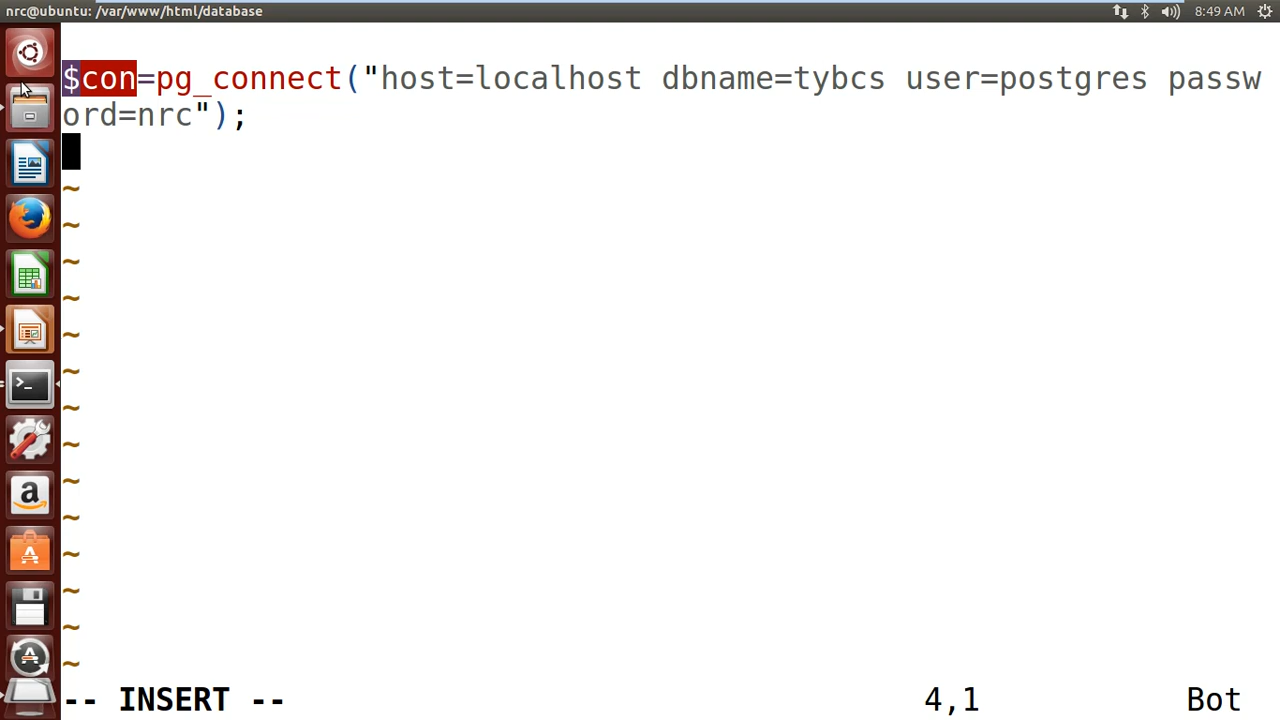 nrc@ubuntu: /var/www/html/database
8:49 AM
$con=pg_connect("host=localhost dbname=tybcs user=postgres passw
ord=nrc");
~
~
~
~
~
~
~
~
~
~
~
~
~
~
-- INSERT --
4,1
Bot